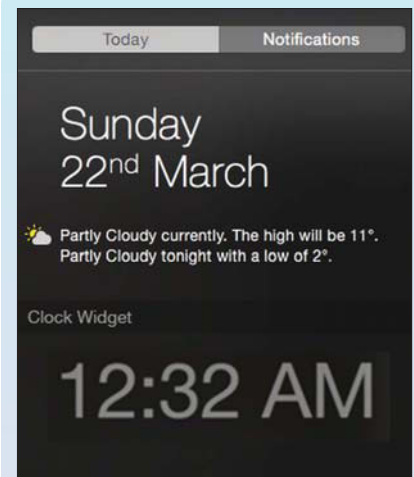 Today Notifications
Sunday
22nd March
Partly Cloudy currently. The high will be 11°.
Partly Cloudy tonight with a low of 2°.
Clock Widget
12:32 AM